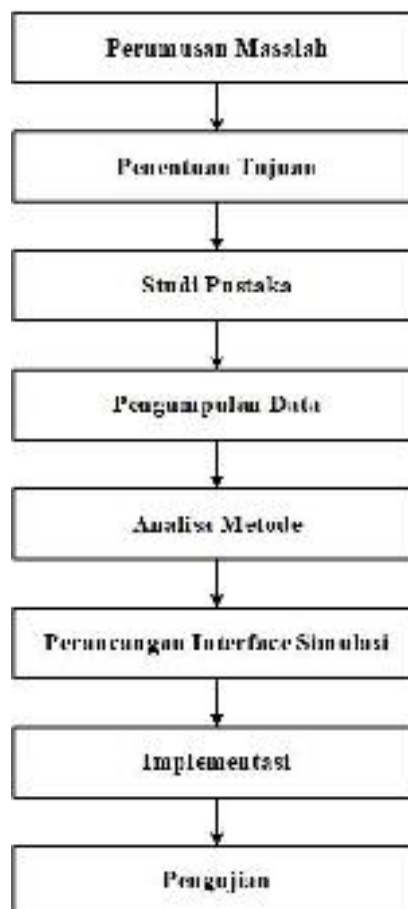 Perumusan Masalah
Penentuan Tujuan
Studi Pustaka
Pengumpulan Data
Analisa Metode
Perancangan Interface Simulasi
Implementasi
Pengujian